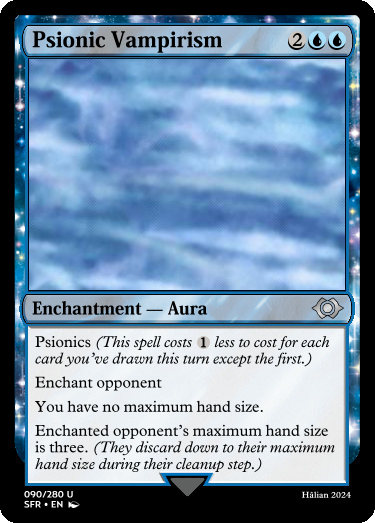 Psionic Vampirism 2
Enchantment — Aura
Psionics (This spell costs 1 less to cost for each
card you've drawn this turn except the first.)
Enchant opponent
You have no maximum hand size.
Enchanted opponent's maximum hand size
is three. (They discard down to their maximum
hand size during their cleanup step.)
090/280 U
SFR • EN Hâlian 2024